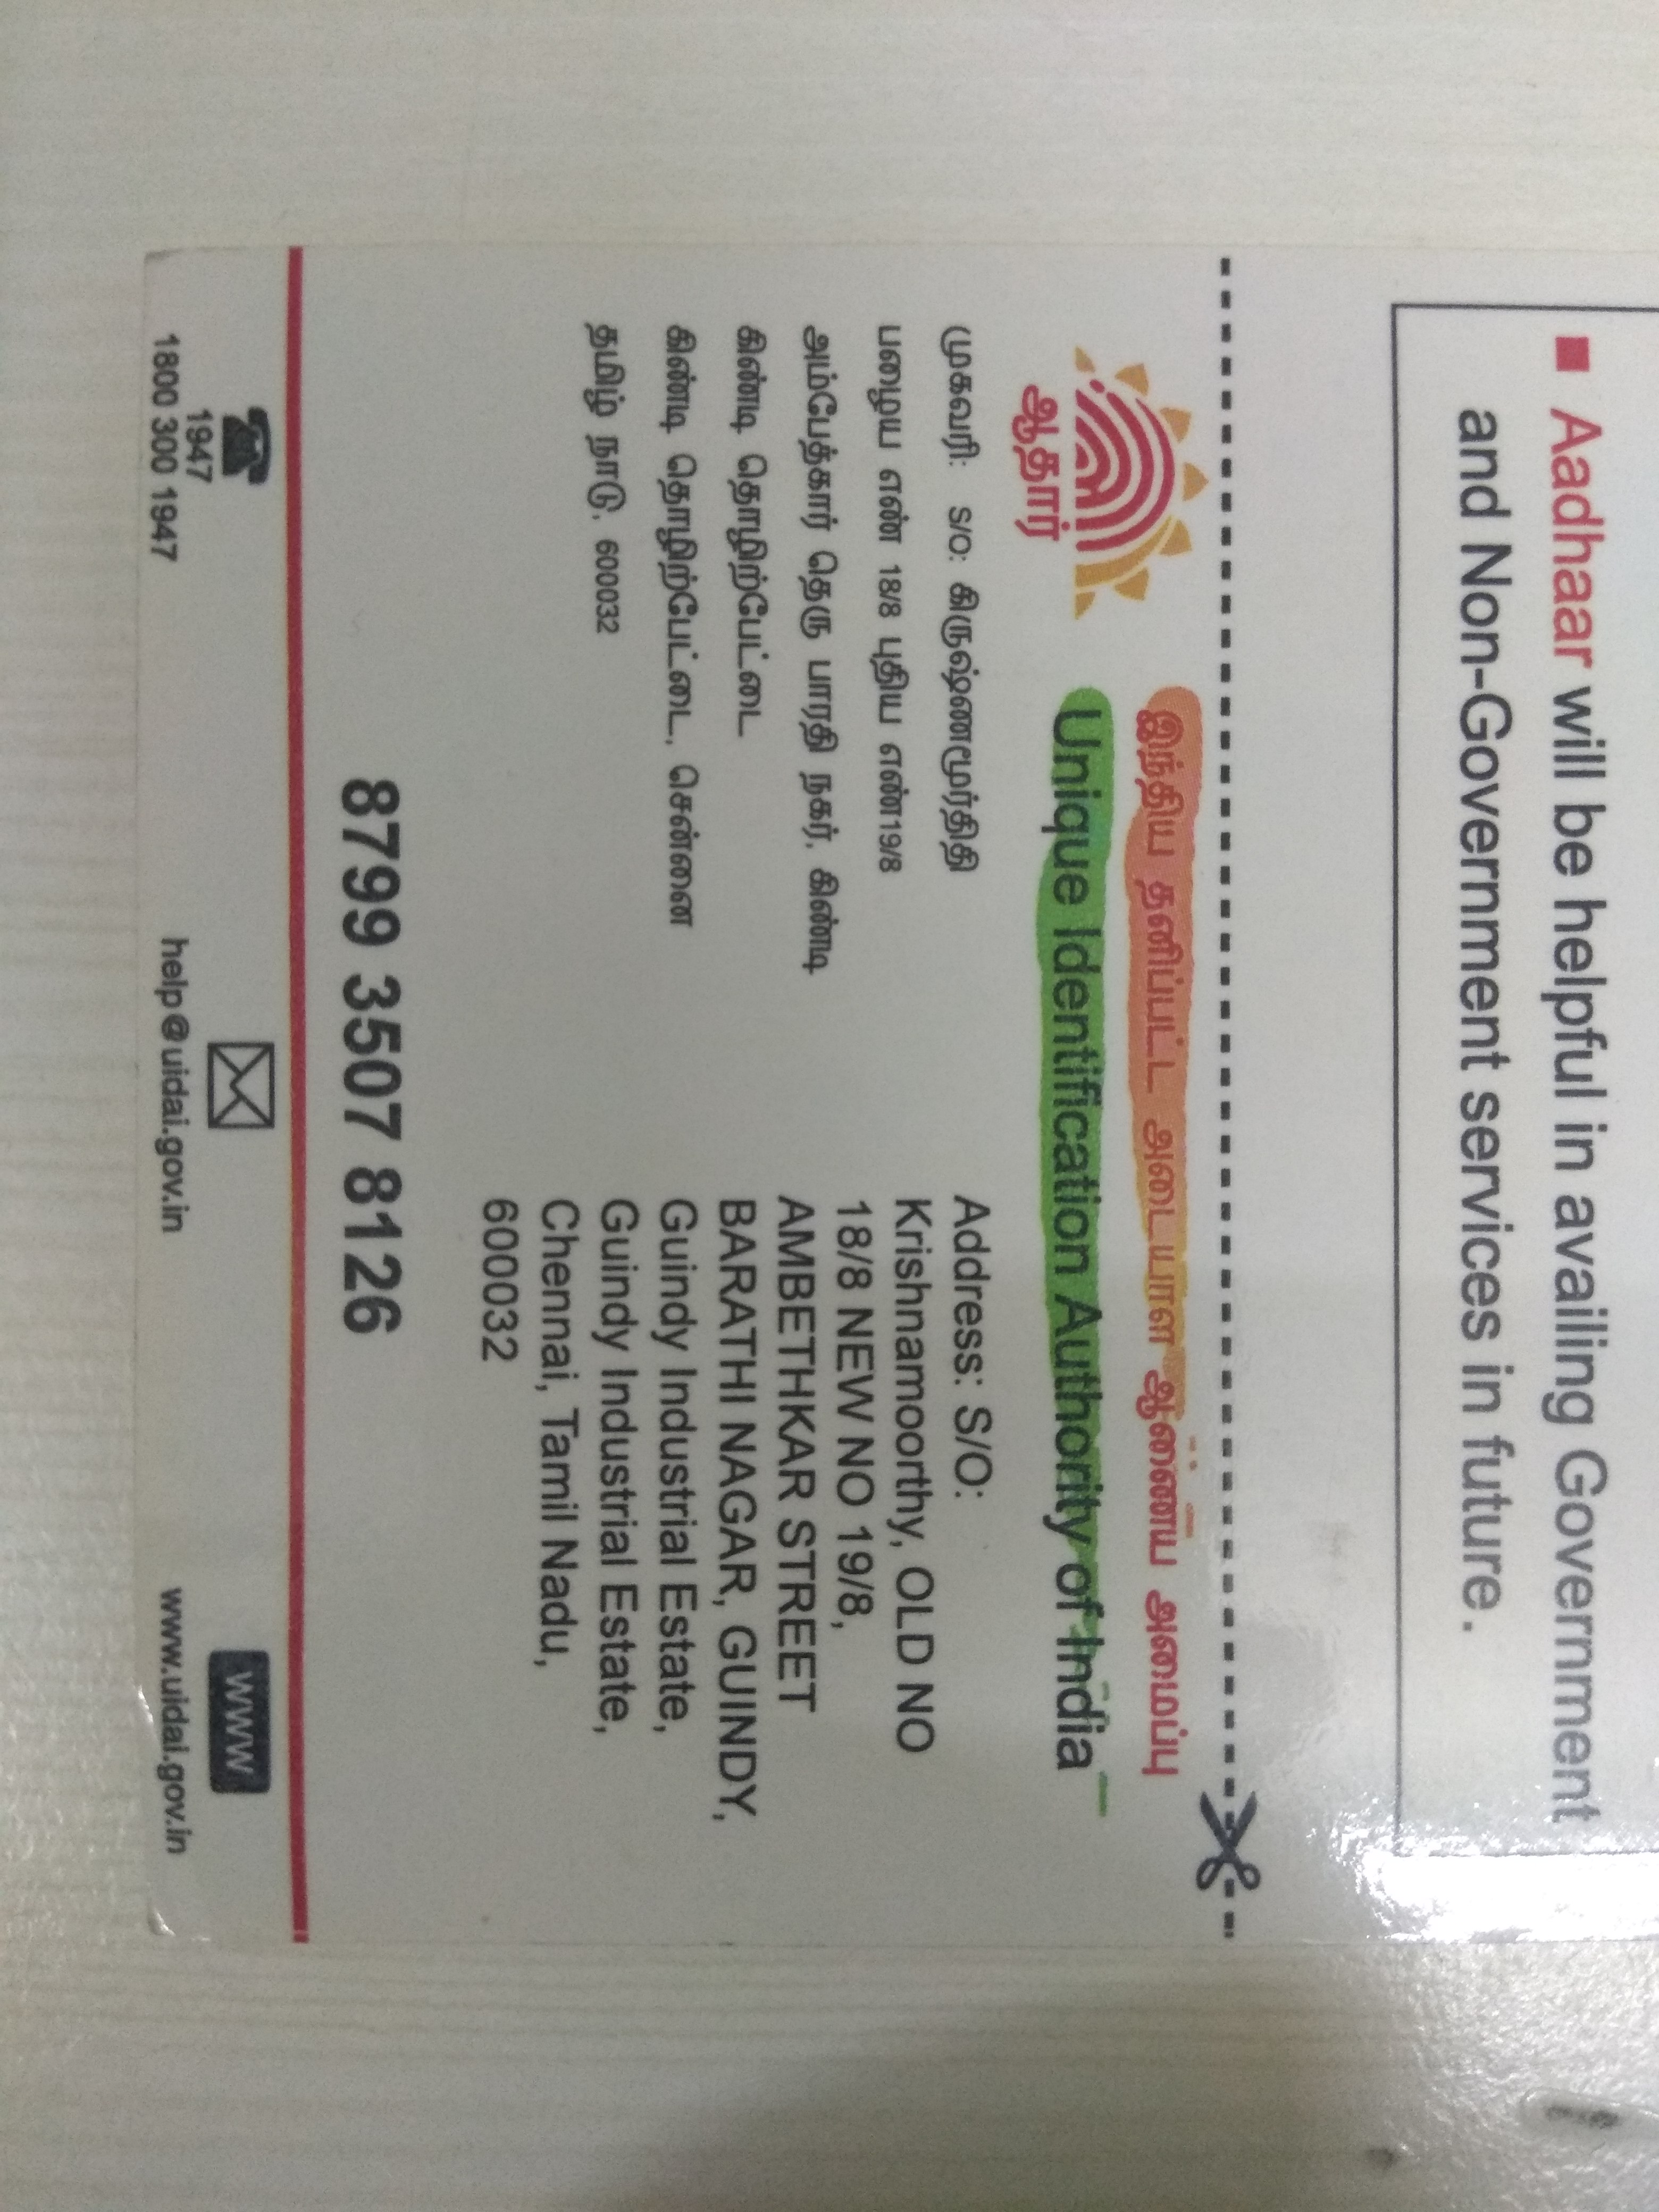 ■ Aadhaar will be helpful in availing Government
and Non-Government services in future.
ஆதார்
இந்திய தனிப்பட்ட அடையாள ஆணைய அமைப்பு
Unique Identification Authority of India
முகவரி: S/O: கிருஷ்ணமூர்த்தி
பழைய எண் 18/8 புதிய எண்19/8
அம்பேத்கார் தெரு பாரதி நகர், கிண்டி
கிண்டி தொழிற்பேட்டை
கிண்டி தொழிற்பேட்டை, சென்னை
தமிழ் நாடு, 600032
Address: S/O:
Krishnamoorthy, OLD NO
18/8 NEW NO 19/8,
AMBETHKAR STREET
BARATHI NAGAR, GUINDY,
Guindy Industrial Estate,
Guindy Industrial Estate,
Chennai, Tamil Nadu,
600032
8799 3507 8126
1947
1800 300 1947
help@uidai.gov.in
www
www.uidai.gov.in